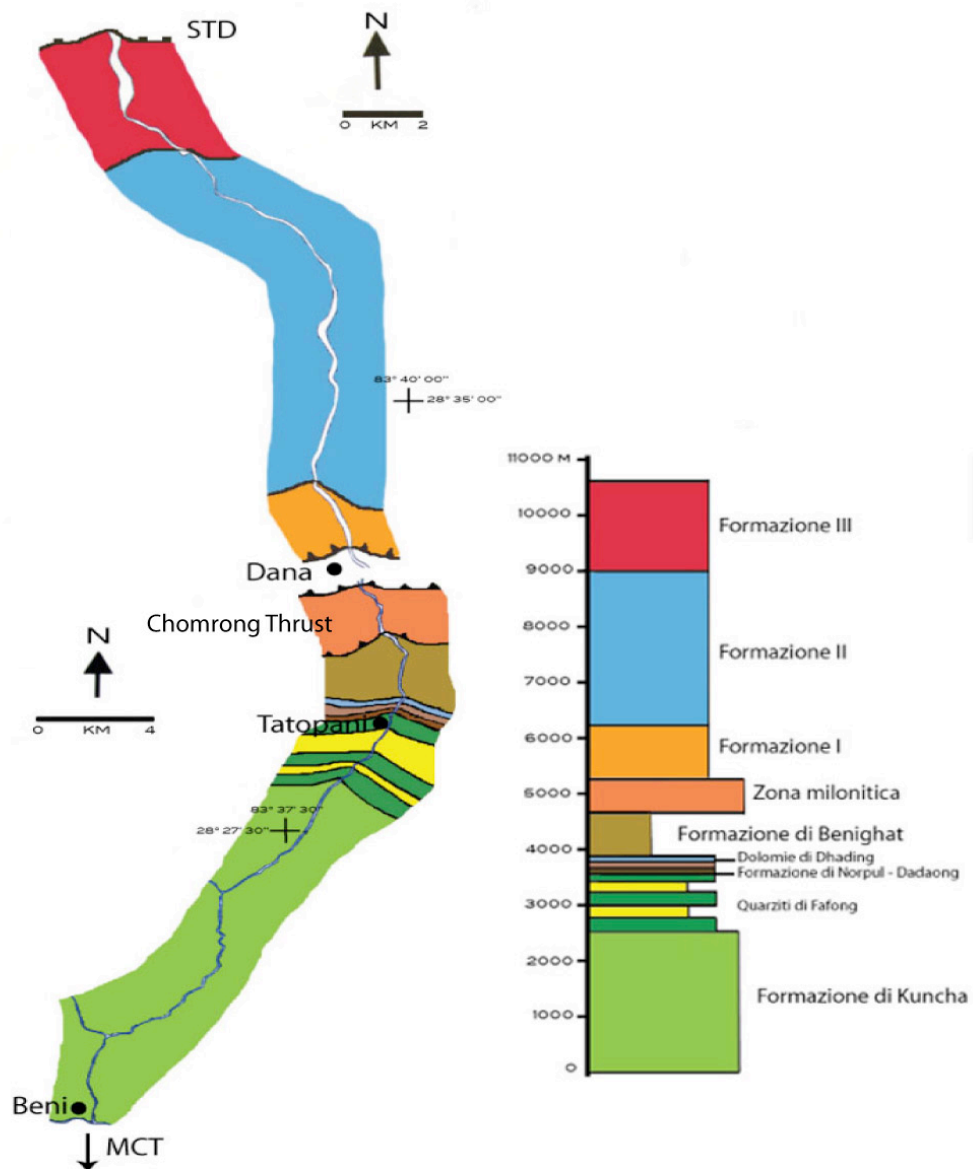 STD
N
0 KM 2
83° 40' 00"
28° 35' 00"
Dana
Chomrong Thrust
N
0 KM 4
Tatopani
83° 37' 30"
28° 27' 30"
Beni
MCT
11000 M
10000
9000
8000
7000
6000
5000
4000
3000
2000
1000
0
Formazione III
Formazione II
Formazione I
Zona milonitica
Formazione di Benighat
Dolomie di Dhading
Formazione di Norpul - Dadaong
Quarziti di Fafong
Formazione di Kuncha